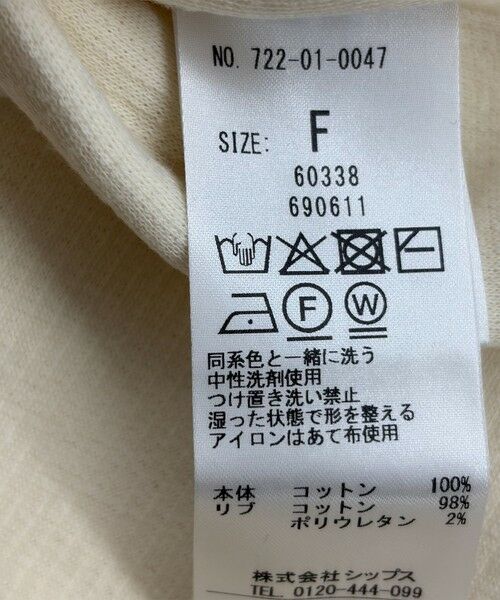 NO. 722-01-0047
SIZE: F
60338
690611
F W
同系色と一緒に洗う
中性洗剤使用
つけ置き洗い禁止
湿った状態で形を整える
アイロンはあて布使用
本体 コットン 100%
リブ コットン 98%
ポリウレタン 2%
株式会社シップス
TEL 0120-444-099